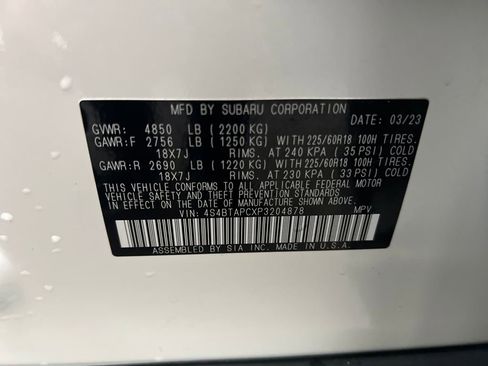 MFD BY SUBARU CORPORATION
DATE: 03/23
GVWR: 4850 LB ( 2200 KG)
GAWR:F 2756 LB ( 1250 KG) WITH 225/60R18 100H TIRES.
18X7J RIMS. AT 240 KPA ( 35 PSI) COLD
GAWR:R 2690 LB ( 1220 KG) WITH 225/60R18 100H TIRES.
18X7J RIMS. AT 230 KPA ( 33 PSI) COLD
THIS VEHICLE CONFORMS TO ALL APPLICABLE FEDERAL MOTOR
VEHICLE SAFETY AND THEFT PREVENTION STANDARDS
IN EFFECT ON THE DATE OF MANUFACTURE SHOWN ABOVE.
VIN: 4S4BTAPCXP3204878 MPV
ASSEMBLED BY SIA INC. MADE IN U.S.A.